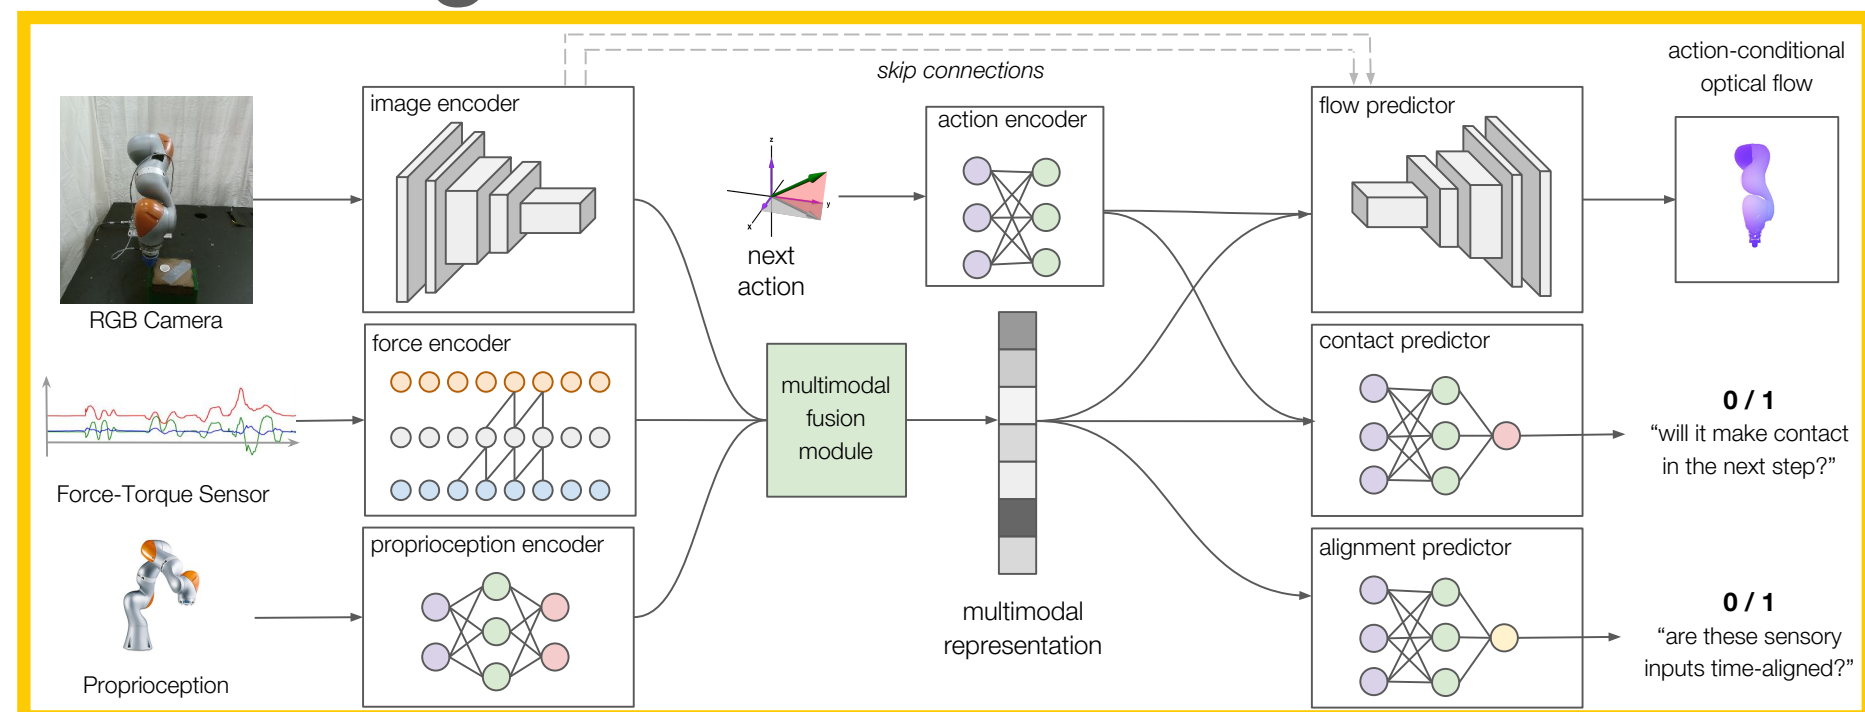 skip connections
action-conditional
optical flow
image encoder
action encoder
flow predictor
z
y
x
next
action
RGB Camera
force encoder
contact predictor
multimodal
fusion
module
0 / 1
“will it make contact
in the next step?”
Force-Torque Sensor
proprioception encoder
alignment predictor
multimodal
representation
0 / 1
“are these sensory
inputs time-aligned?”
Proprioception